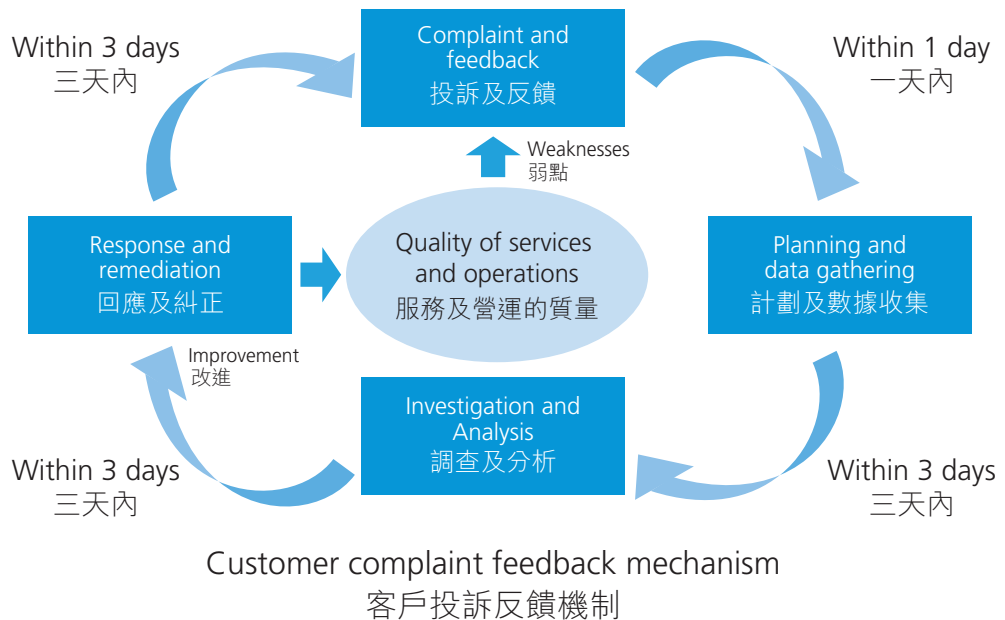 Within 3 days
三天內
Complaint and
feedback
投訴及反饋
Within 1 day
一天內
Weaknesses
弱點
Response and
remediation
回應及糾正
Quality of services
and operations
服務及營運的質量
Planning and
data gathering
計劃及數據收集
Improvement
改進
Investigation and
Analysis
調查及分析
Within 3 days
三天內
Within 3 days
三天內
Customer complaint feedback mechanism
客戶投訴反饋機制